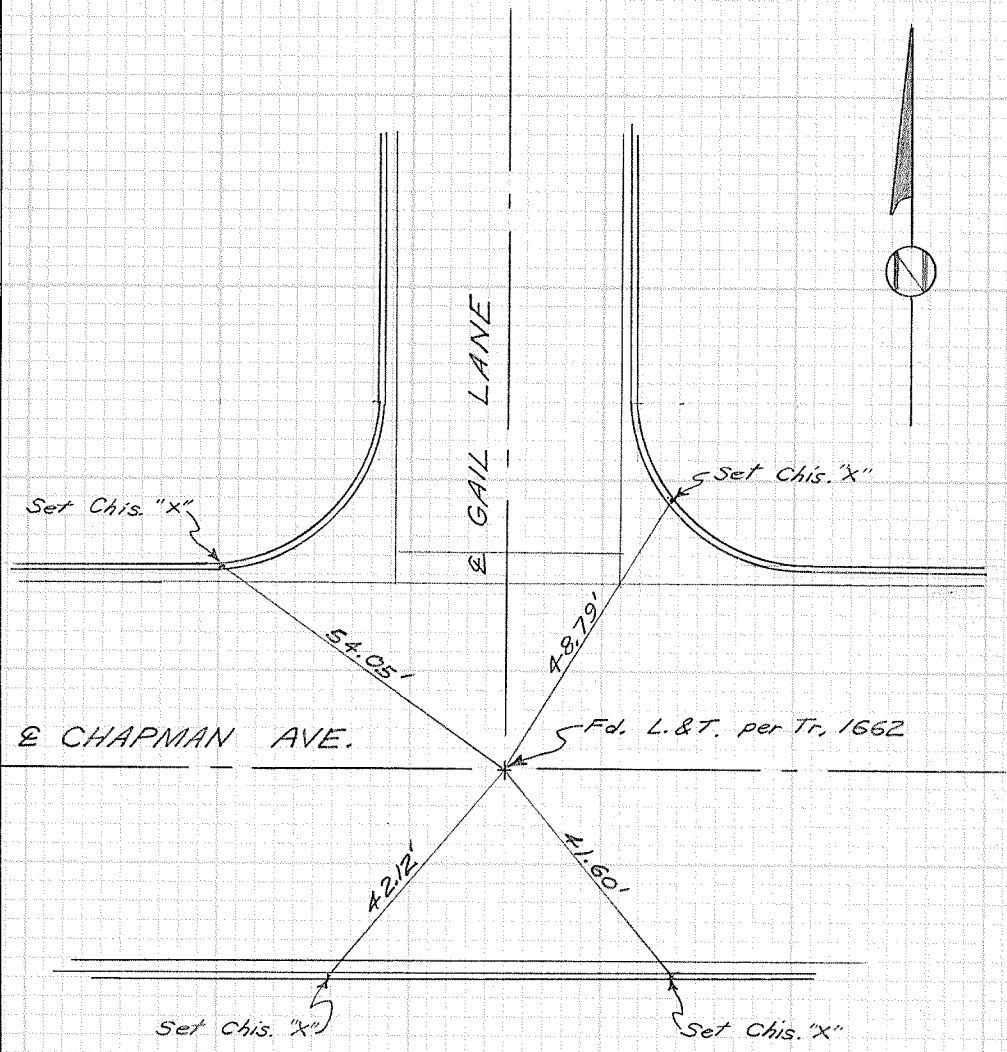 ℄ GAIL LANE
Set Chis. "X"
Set Chis. "X"
54.05'
48.79'
℄ CHAPMAN AVE.
Fd. L.&T. per Tr. 1662
42.12'
41.60'
Set Chis. "X"
Set Chis. "X"